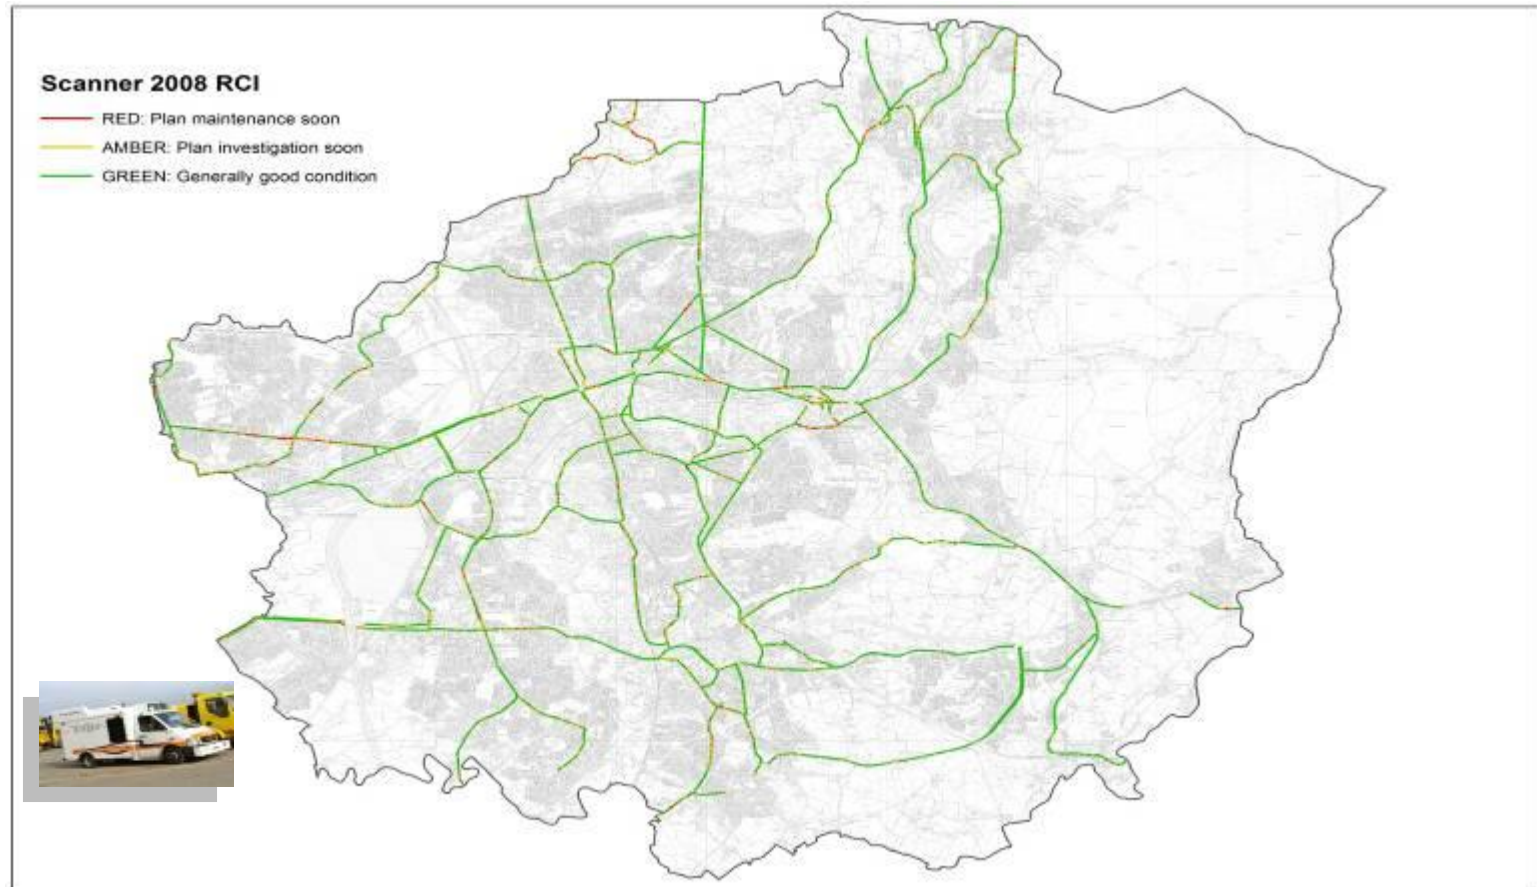 Scanner 2008 RCI
RED: Plan maintenance soon
AMBER: Plan investigation soon
GREEN: Generally good condition